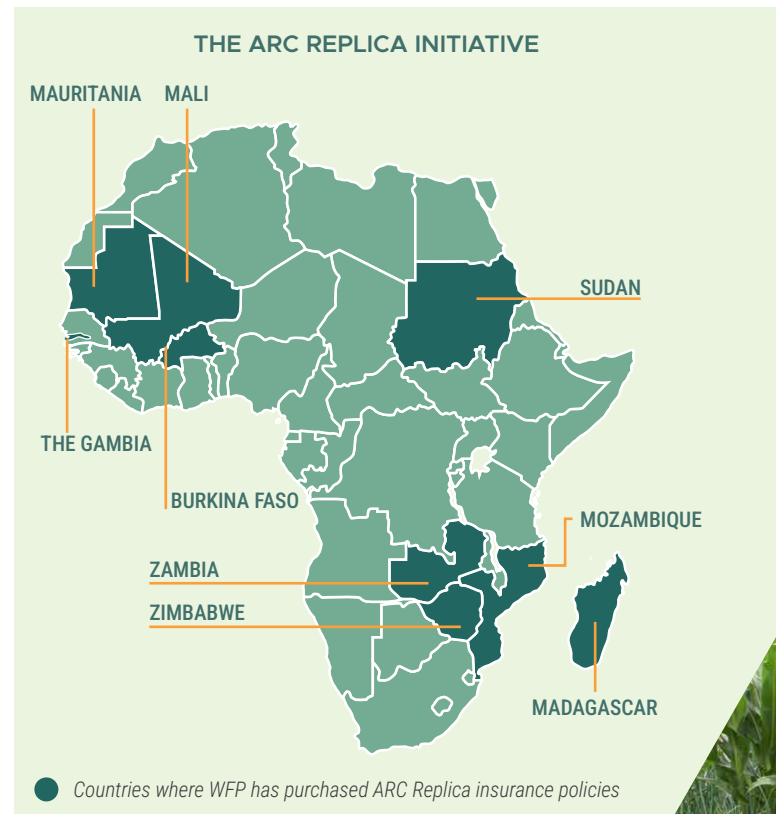 THE ARC REPLICA INITIATIVE
MAURITANIA
MALI
SUDAN
THE GAMBIA
BURKINA FASO
MOZAMBIQUE
ZAMBIA
ZIMBABWE
MADAGASCAR
Countries where WFP has purchased ARC Replica insurance policies